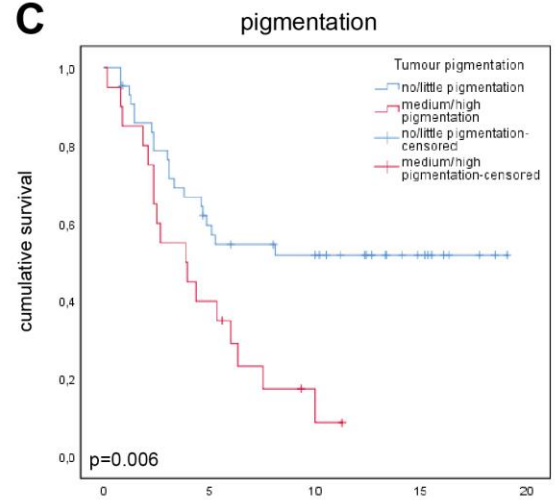 C
pigmentation
Tumour pigmentation
no/little pigmentation
medium/high
pigmentation
no/little pigmentation-
censored
medium/high
pigmentation-censored
cumulative survival
1,0
0,8
0,6
0,4
0,2
0,0
p=0.006
0 5 10 15 20